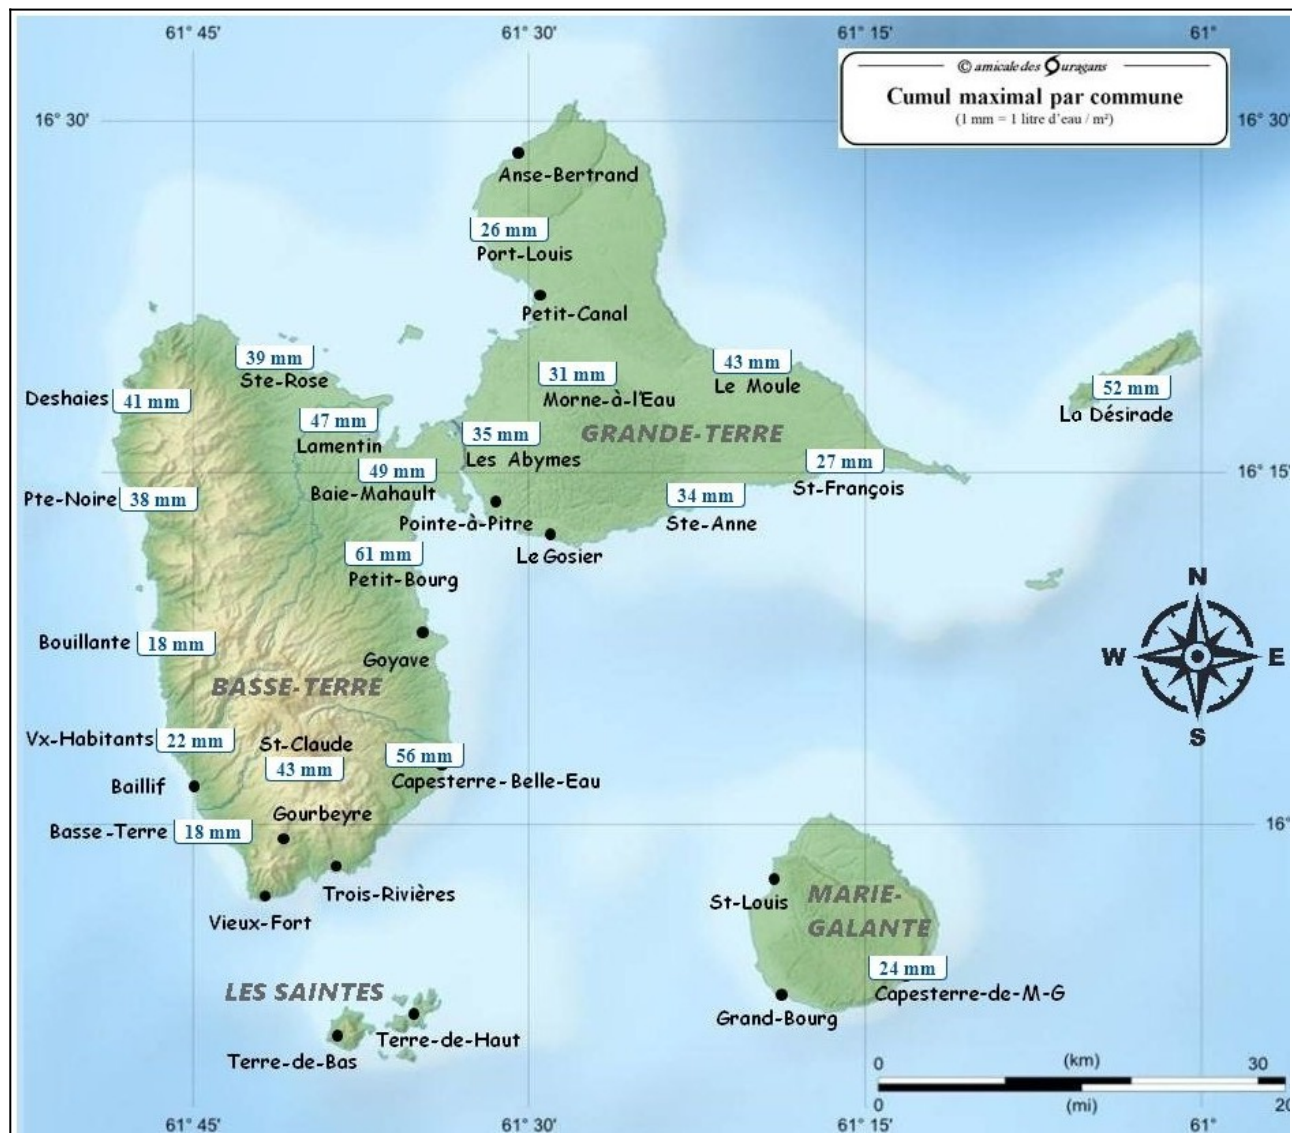 61° 45'
61° 30'
61° 15'
61°
© amicale des Ouragans
Cumul maximal par commune
(1 mm = 1 litre d'eau / m²)
16° 30'
16° 30'
Anse-Bertrand
26 mm
Port-Louis
Petit-Canal
39 mm
Ste-Rose
31 mm
Morne-à-l'Eau
43 mm
Le Moule
52 mm
La Désirade
Deshaies
41 mm
47 mm
Lamentin
35 mm
Les Abymes
GRANDE-TERRE
49 mm
Baie-Mahault
27 mm
St-François
16° 15'
Pte-Noire
38 mm
Pointe-à-Pitre
34 mm
Ste-Anne
Le Gosier
61 mm
Petit-Bourg
N
W
E
S
Bouillante
18 mm
Goyave
BASSE-TERRE
Vx-Habitants
22 mm
St-Claude
43 mm
56 mm
Capesterre-Belle-Eau
Baillif
Gourbeyre
Basse-Terre
18 mm
16°
Trois-Rivières
Vieux-Fort
St-Louis
MARIE-
GALANTE
24 mm
Capesterre-de-M-G
Grand-Bourg
LES SAINTES
Terre-de-Haut
Terre-de-Bas
0
(km)
30
0
(mi)
20
61° 45'
61° 30'
61° 15'
61°